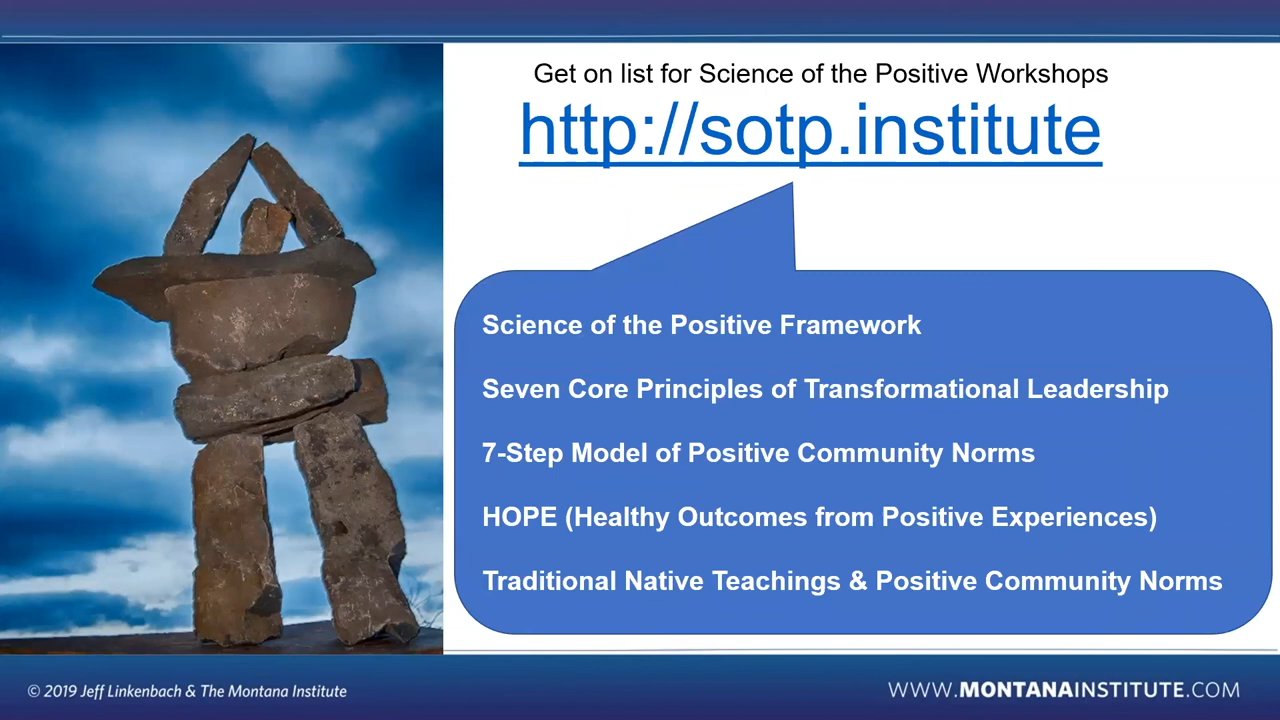 Get on list for Science of the Positive Workshops
http://sotp.institute
Science of the Positive Framework
Seven Core Principles of Transformational Leadership
7-Step Model of Positive Community Norms
HOPE (Healthy Outcomes from Positive Experiences)
Traditional Native Teachings & Positive Community Norms
© 2019 Jeff Linkenbach & The Montana Institute
WWW.MONTANAINSTITUTE.COM